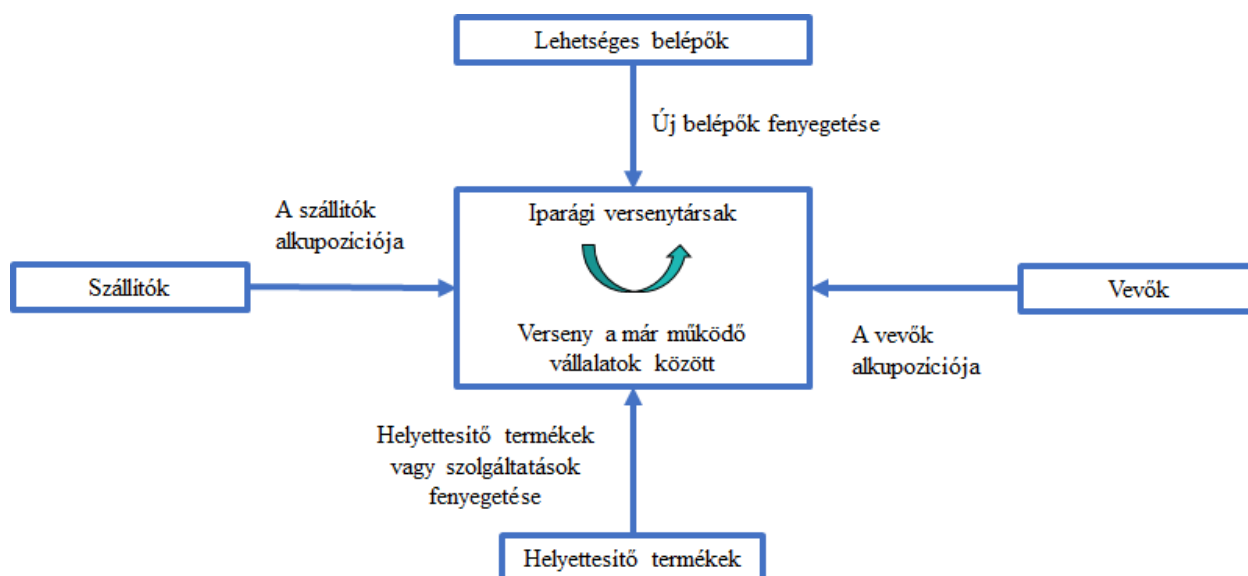 Lehetséges belépők
Új belépők fenyegetése
Iparági versenytársak
A szállítók
alkupozíciója
Szállítók
Vevők
Verseny a már működő
vállalatok között
A vevők
alkupozíciója
Helyettesítő termékek
vagy szolgáltatások
fenyegetése
Helyettesítő termékek